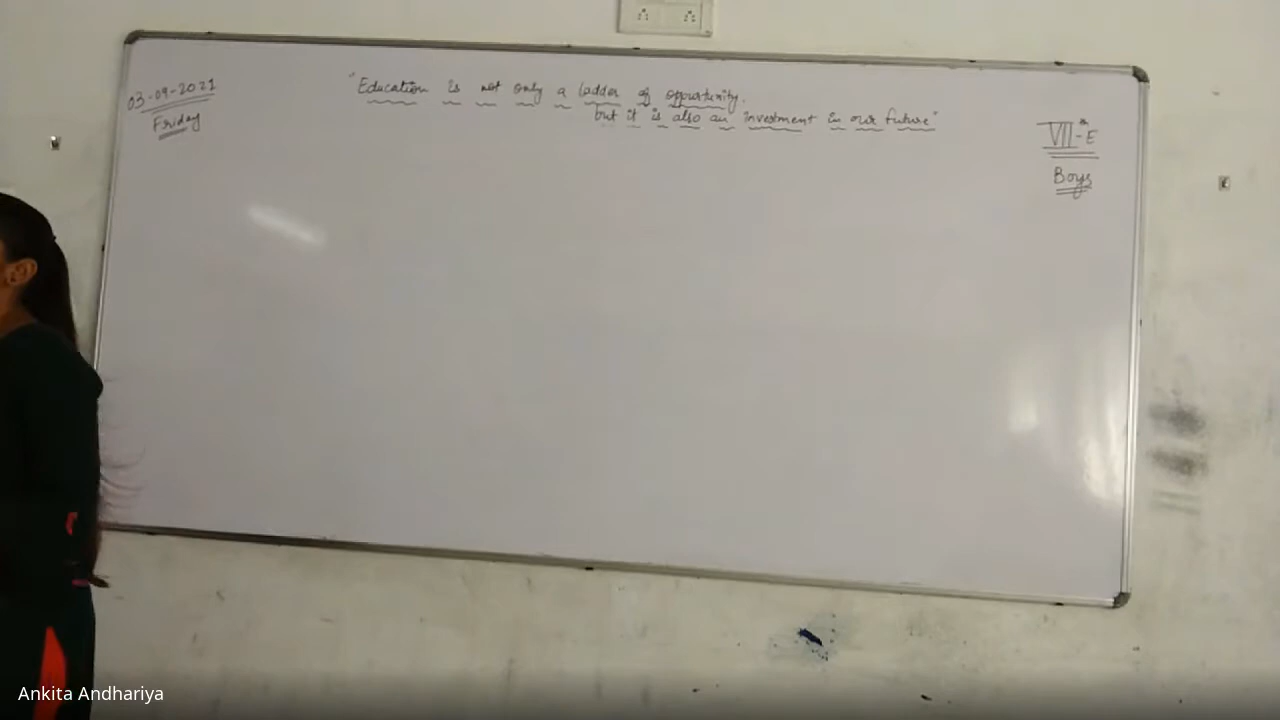 03-09-2021
Friday
"Education is not only a ladder of oppurtunity.
but it is also an investment in our future"
VII-E
Boys
Ankita Andhariya